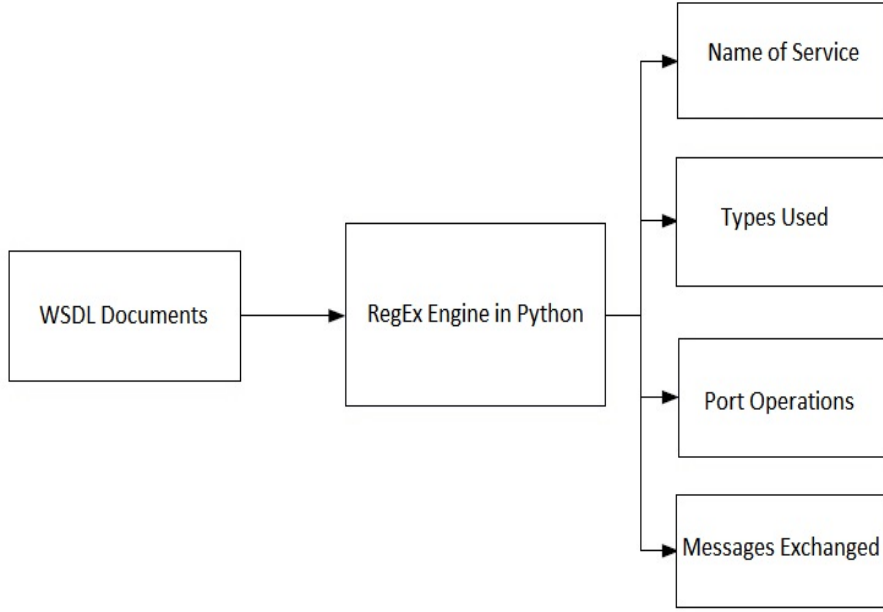 WSDL Documents
RegEx Engine in Python
Name of Service
Types Used
Port Operations
Messages Exchanged